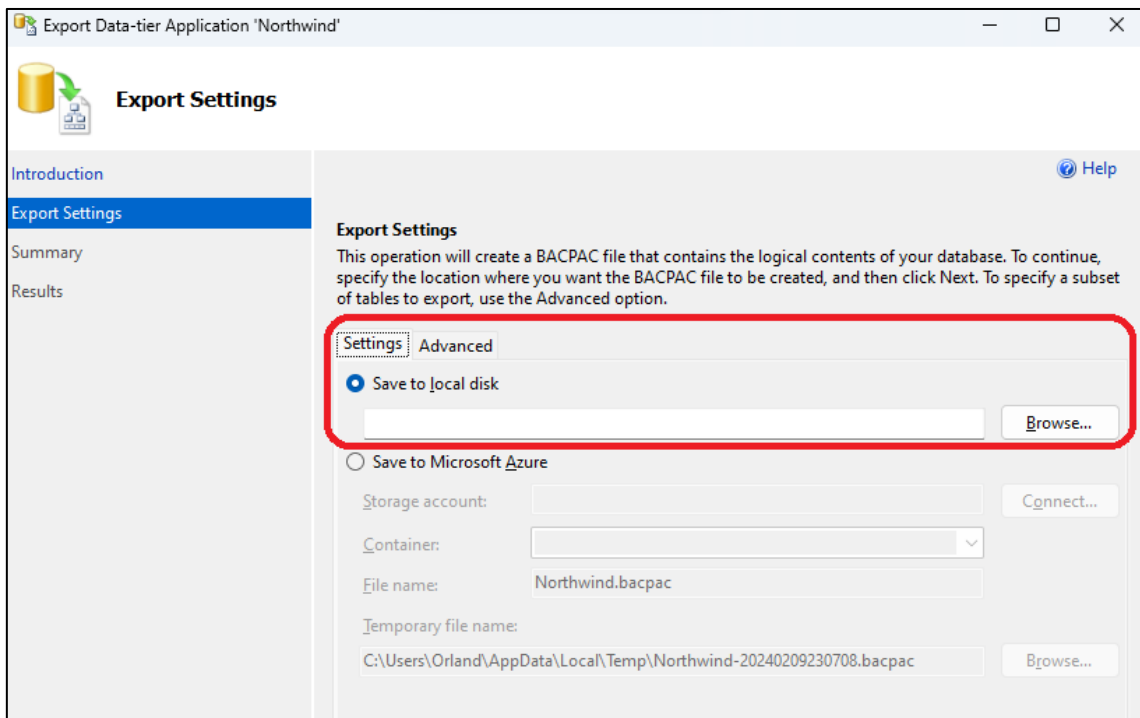 Export Data-tier Application 'Northwind'
Export Settings
Introduction
Help
Export Settings
Summary
Results
Export Settings
This operation will create a BACPAC file that contains the logical contents of your database. To continue,
specify the location where you want the BACPAC file to be created, and then click Next. To specify a subset
of tables to export, use the Advanced option.
Settings Advanced
Save to local disk
Browse...
Save to Microsoft Azure
Storage account: Connect...
Container:
File name: Northwind.bacpac
Temporary file name:
C:\Users\Orland\AppData\Local\Temp\Northwind-20240209230708.bacpac Browse...